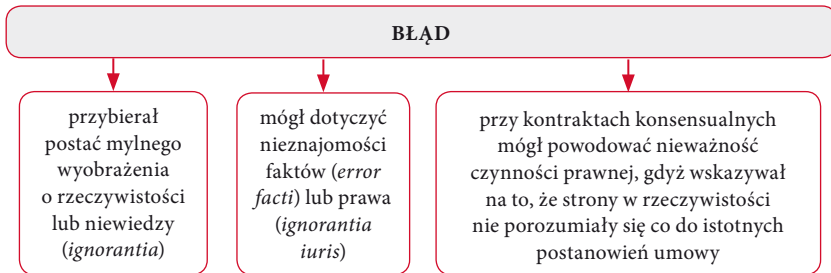 BŁĄD
przybierał
postać mylnego
wyobrażenia
o rzeczywistości
lub niewiedzy
(ignorantia)
mógł dotyczyć
nieznajomości
faktów (error
facti) lub prawa
(ignorantia
iuris)
przy kontraktach konsensualnych
mógł powodować nieważność
czynności prawnej, gdyż wskazywał
na to, że strony w rzeczywistości
nie porozumiały się co do istotnych
postanowień umowy